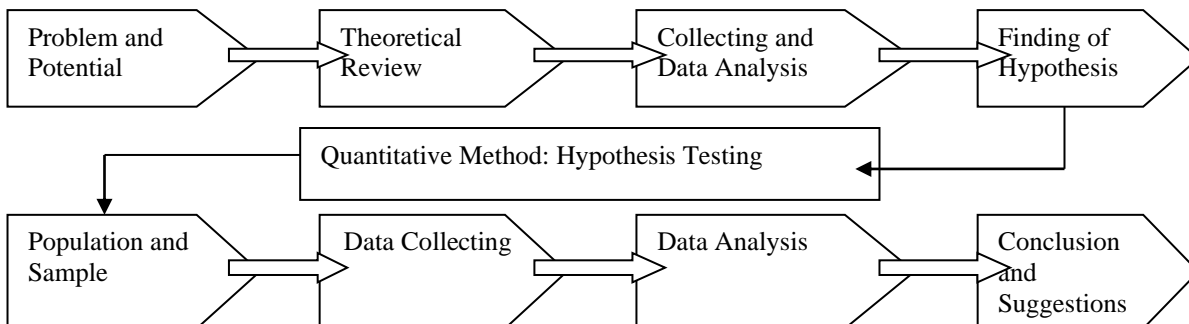 Problem and
Potential
Theoretical
Review
Collecting and
Data Analysis
Finding of
Hypothesis
Quantitative Method: Hypothesis Testing
Population and
Sample
Data Collecting
Data Analysis
Conclusion
and
Suggestions